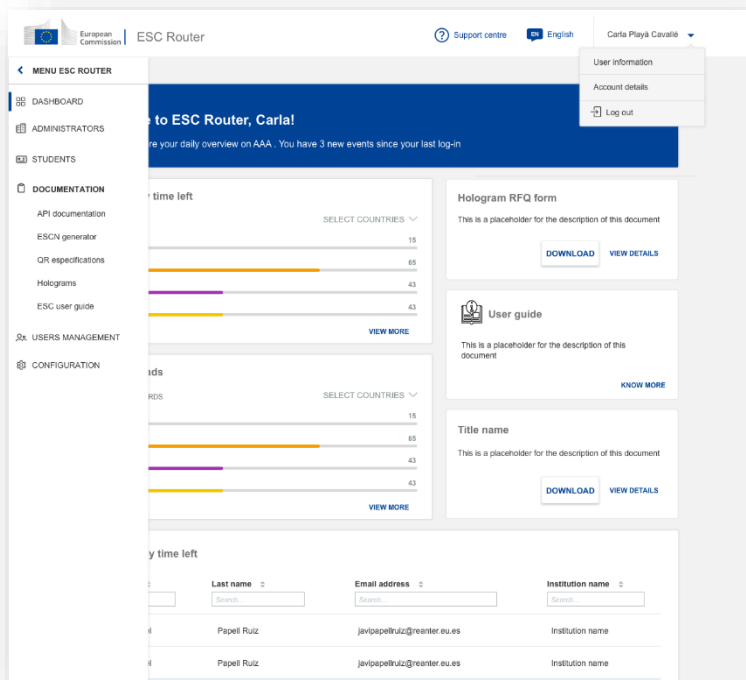 European
Commission
ESC Router
Support centre
EN
English
Carla Playà Cavallé
User information
Account details
Log out
MENU ESC ROUTER
DASHBOARD
ADMINISTRATORS
STUDENTS
DOCUMENTATION
API documentation
ESCN generator
QR especifications
Holograms
ESC user guide
USERS MANAGEMENT
CONFIGURATION
e to ESC Router, Carla!
re your daily overview on AAA . You have 3 new events since your last log-in
y time left
SELECT COUNTRIES
15
65
43
43
VIEW MORE
Hologram RFQ form
This is a placeholder for the description of this document
DOWNLOAD VIEW DETAILS
User guide
This is a placeholder for the description of this
document
KNOW MORE
nds
RDS
SELECT COUNTRIES
15
65
43
43
VIEW MORE
Title name
This is a placeholder for the description of this document
DOWNLOAD VIEW DETAILS
y time left
Last name Email address Institution name
Search... Search... Search...
el Papell Ruiz javipapellruiz@reanter.eu.es Institution name
el Papell Ruiz javipapellruiz@reanter.eu.es Institution name